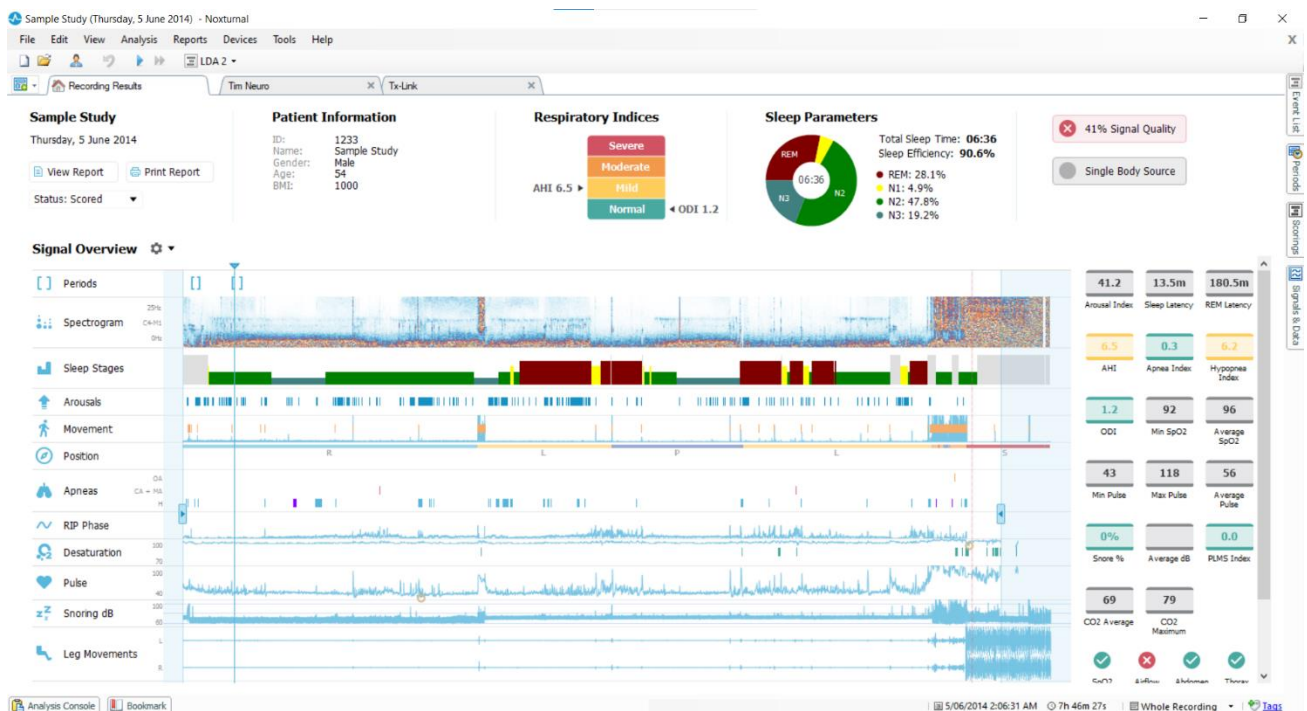 Sample Study (Thursday, 5 June 2014) - Noxturnal
File Edit View Analysis Reports Devices Tools Help
LDA 2
Recording Results
Tim Neuro
Tx-Link
Sample Study
Thursday, 5 June 2014
View Report
Print Report
Status: Scored
Patient Information
ID: 1233
Name: Sample Study
Gender: Male
Age: 54
BMI: 1000
Respiratory Indices
Severe
Moderate
AHI 6.5
Mild
Normal
ODI 1.2
Sleep Parameters
REM
N3
N2
06:36
Total Sleep Time: 06:36
Sleep Efficiency: 90.6%
REM: 28.1%
N1: 4.9%
N2: 47.8%
N3: 19.2%
41% Signal Quality
Single Body Source
Event List
Periods
Scorings
Signals & Data
Signal Overview
Periods
Spectrogram
25Hz
C4-M1
0Hz
Sleep Stages
Arousals
Movement
Position
R L P L S
Apneas
OA
CA + MA
H
RIP Phase
Desaturation
100
70
Pulse
100
40
Snoring dB
100
60
Leg Movements
L
R
41.2 13.5m 180.5m
Arousal Index Sleep Latency REM Latency
6.5 0.3 6.2
AHI Apnea Index Hypopnea Index
1.2 92 96
ODI Min SpO2 Average SpO2
43 118 56
Min Pulse Max Pulse Average Pulse
0% 0.0
Snore % Average dB PLMS Index
69 79
CO2 Average CO2 Maximum
SpO2 Airflow Abdomen Thorax
Analysis Console
Bookmark
5/06/2014 2:06:31 AM
7h 46m 27s
Whole Recording
Tags